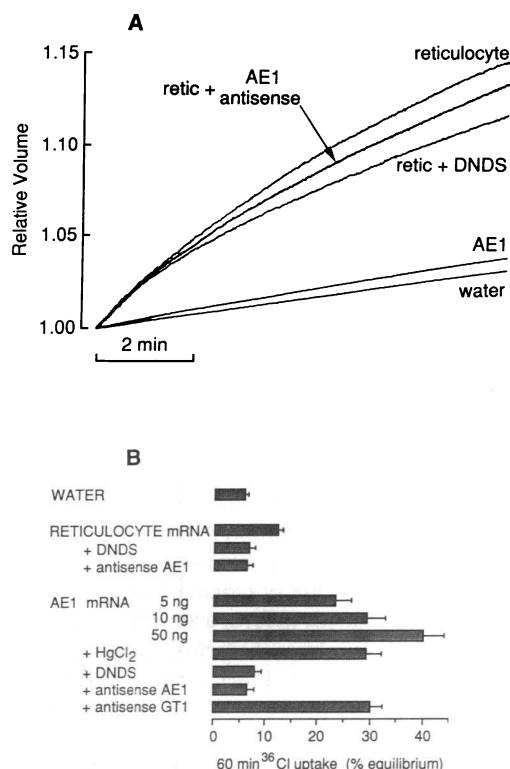 A
1.15
1.10
1.05
1.00
Relative Volume
reticulocyte
retic + AE1 antisense
retic + DNDS
AE1
water
2 min
B
WATER
RETICULOCYTE mRNA
+ DNDS
+ antisense AE1
AE1 mRNA 5 ng
10 ng
50 ng
+ HgCl2
+ DNDS
+ antisense AE1
+ antisense GT1
0 10 20 30 40
60 min 36Cl uptake (% equilibrium)